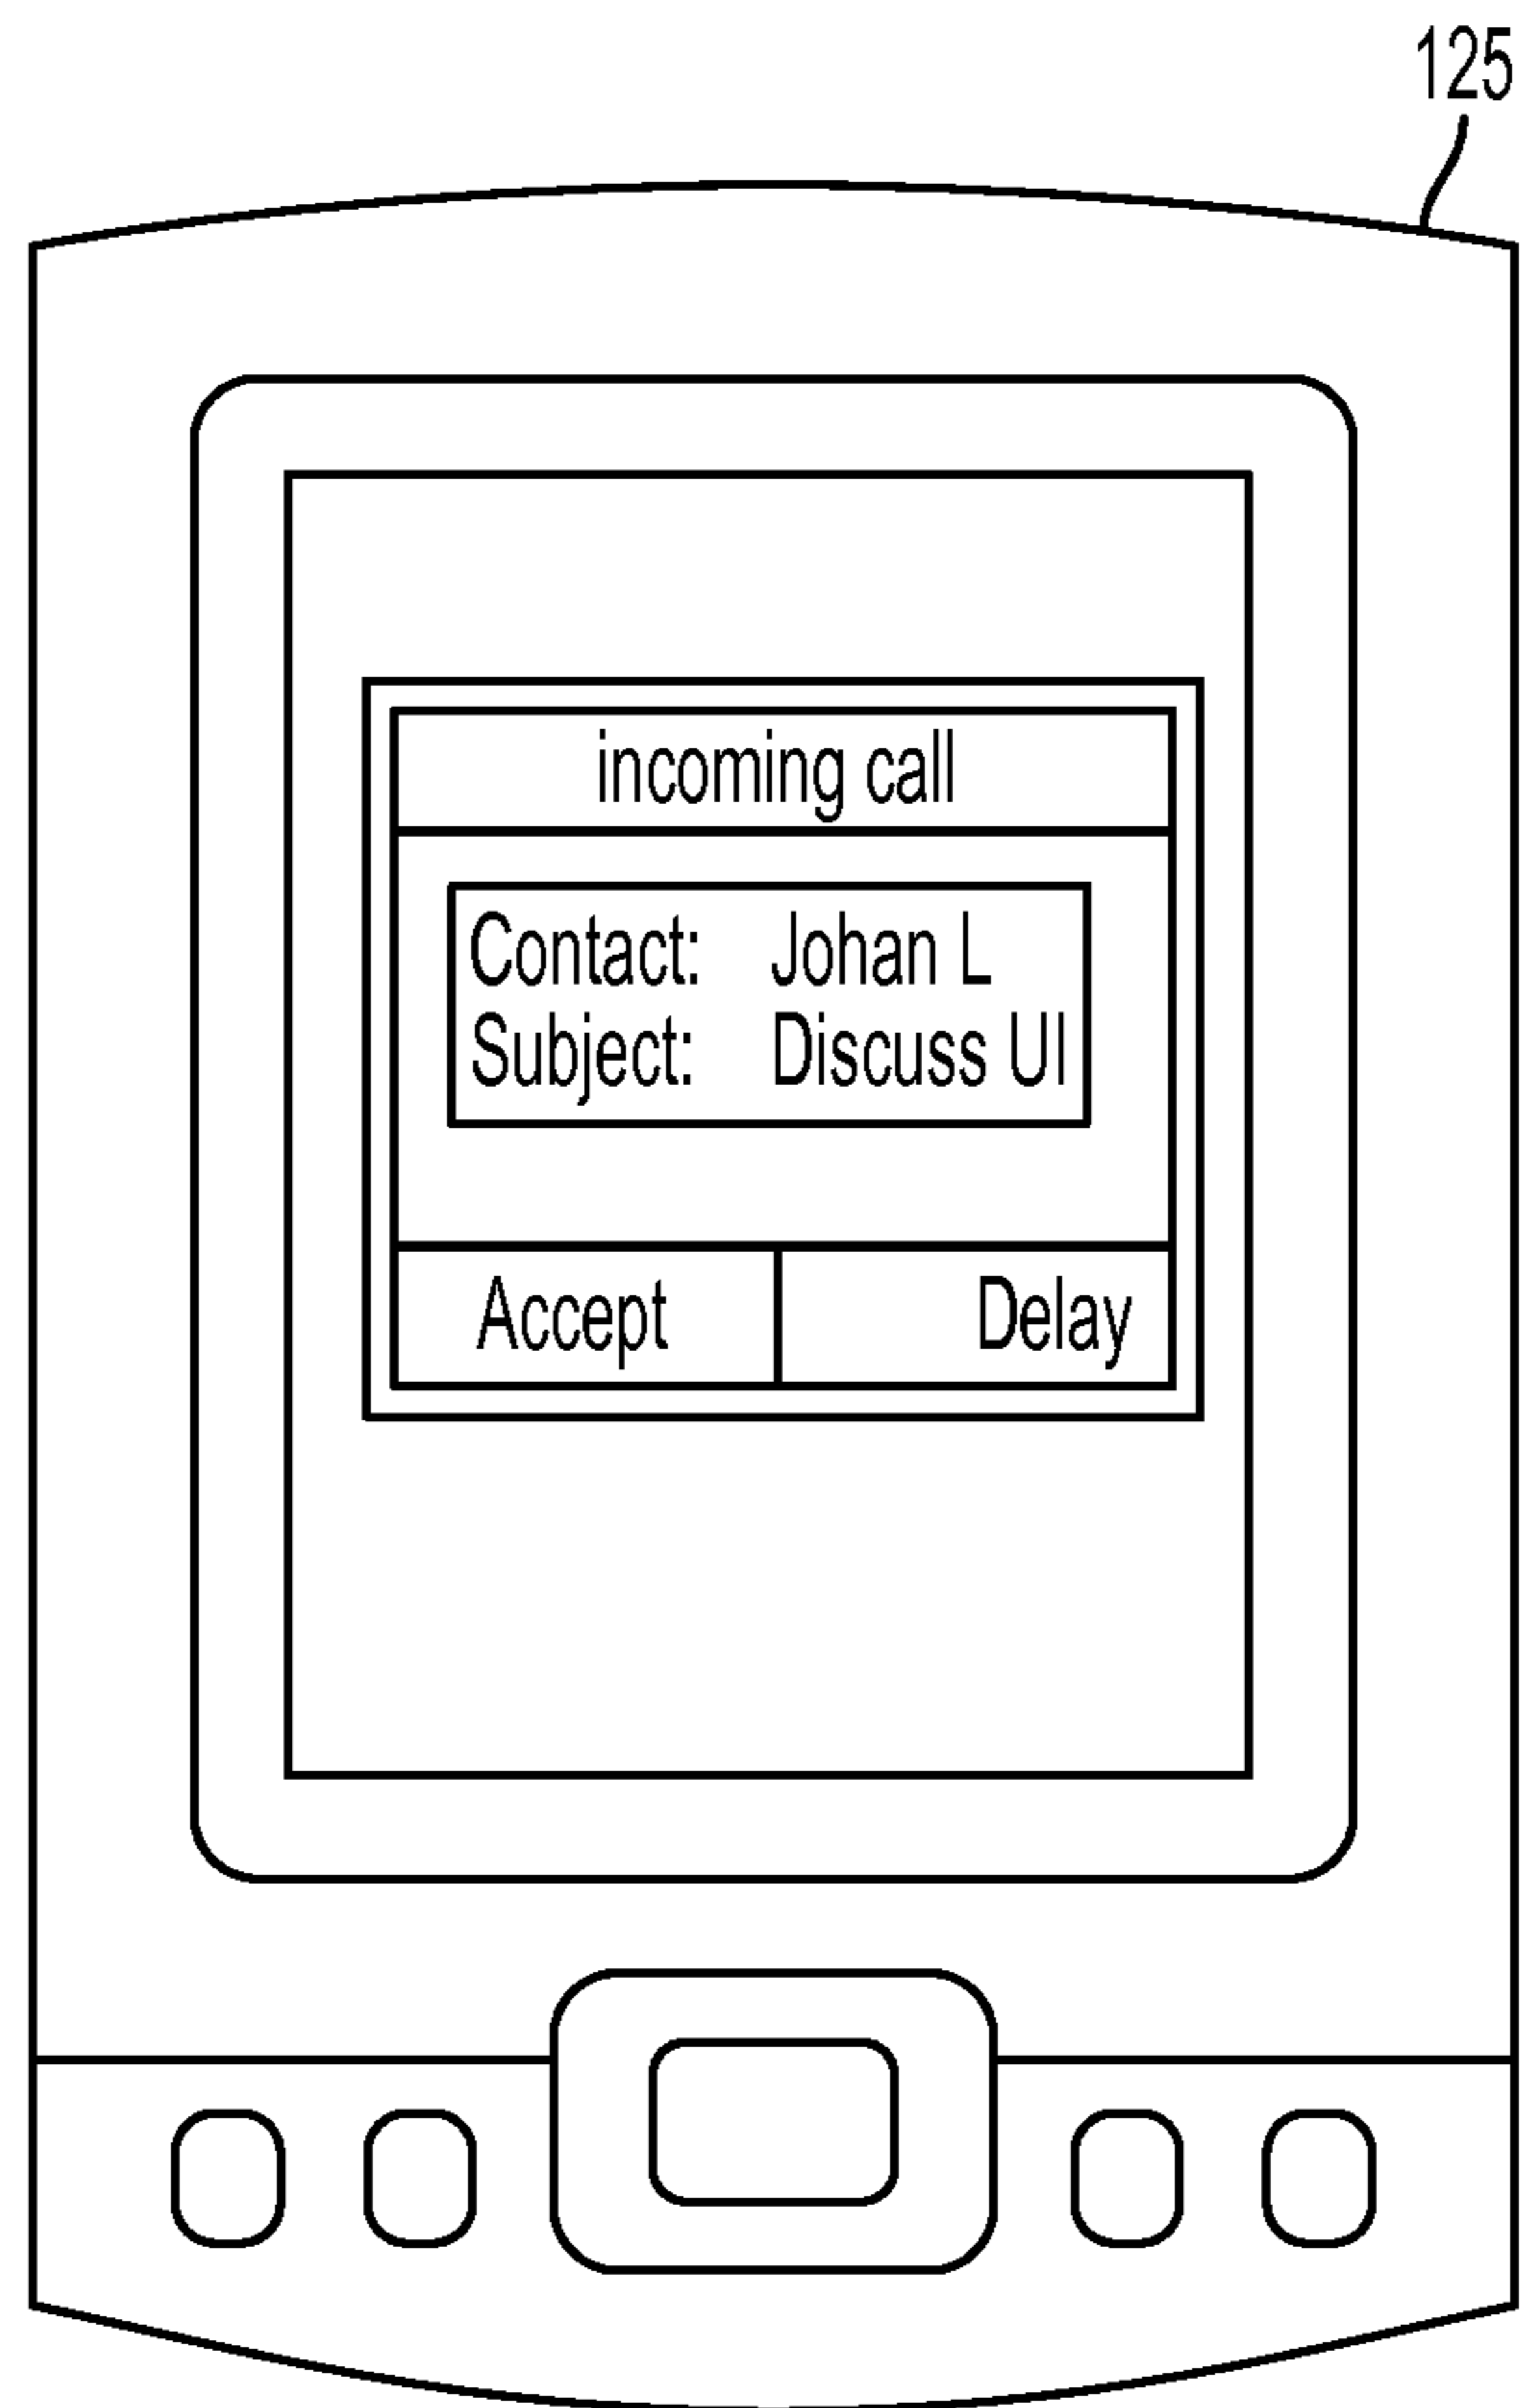 125
incoming call
Contact: Johan L
Subject: Discuss UI
Accept Delay